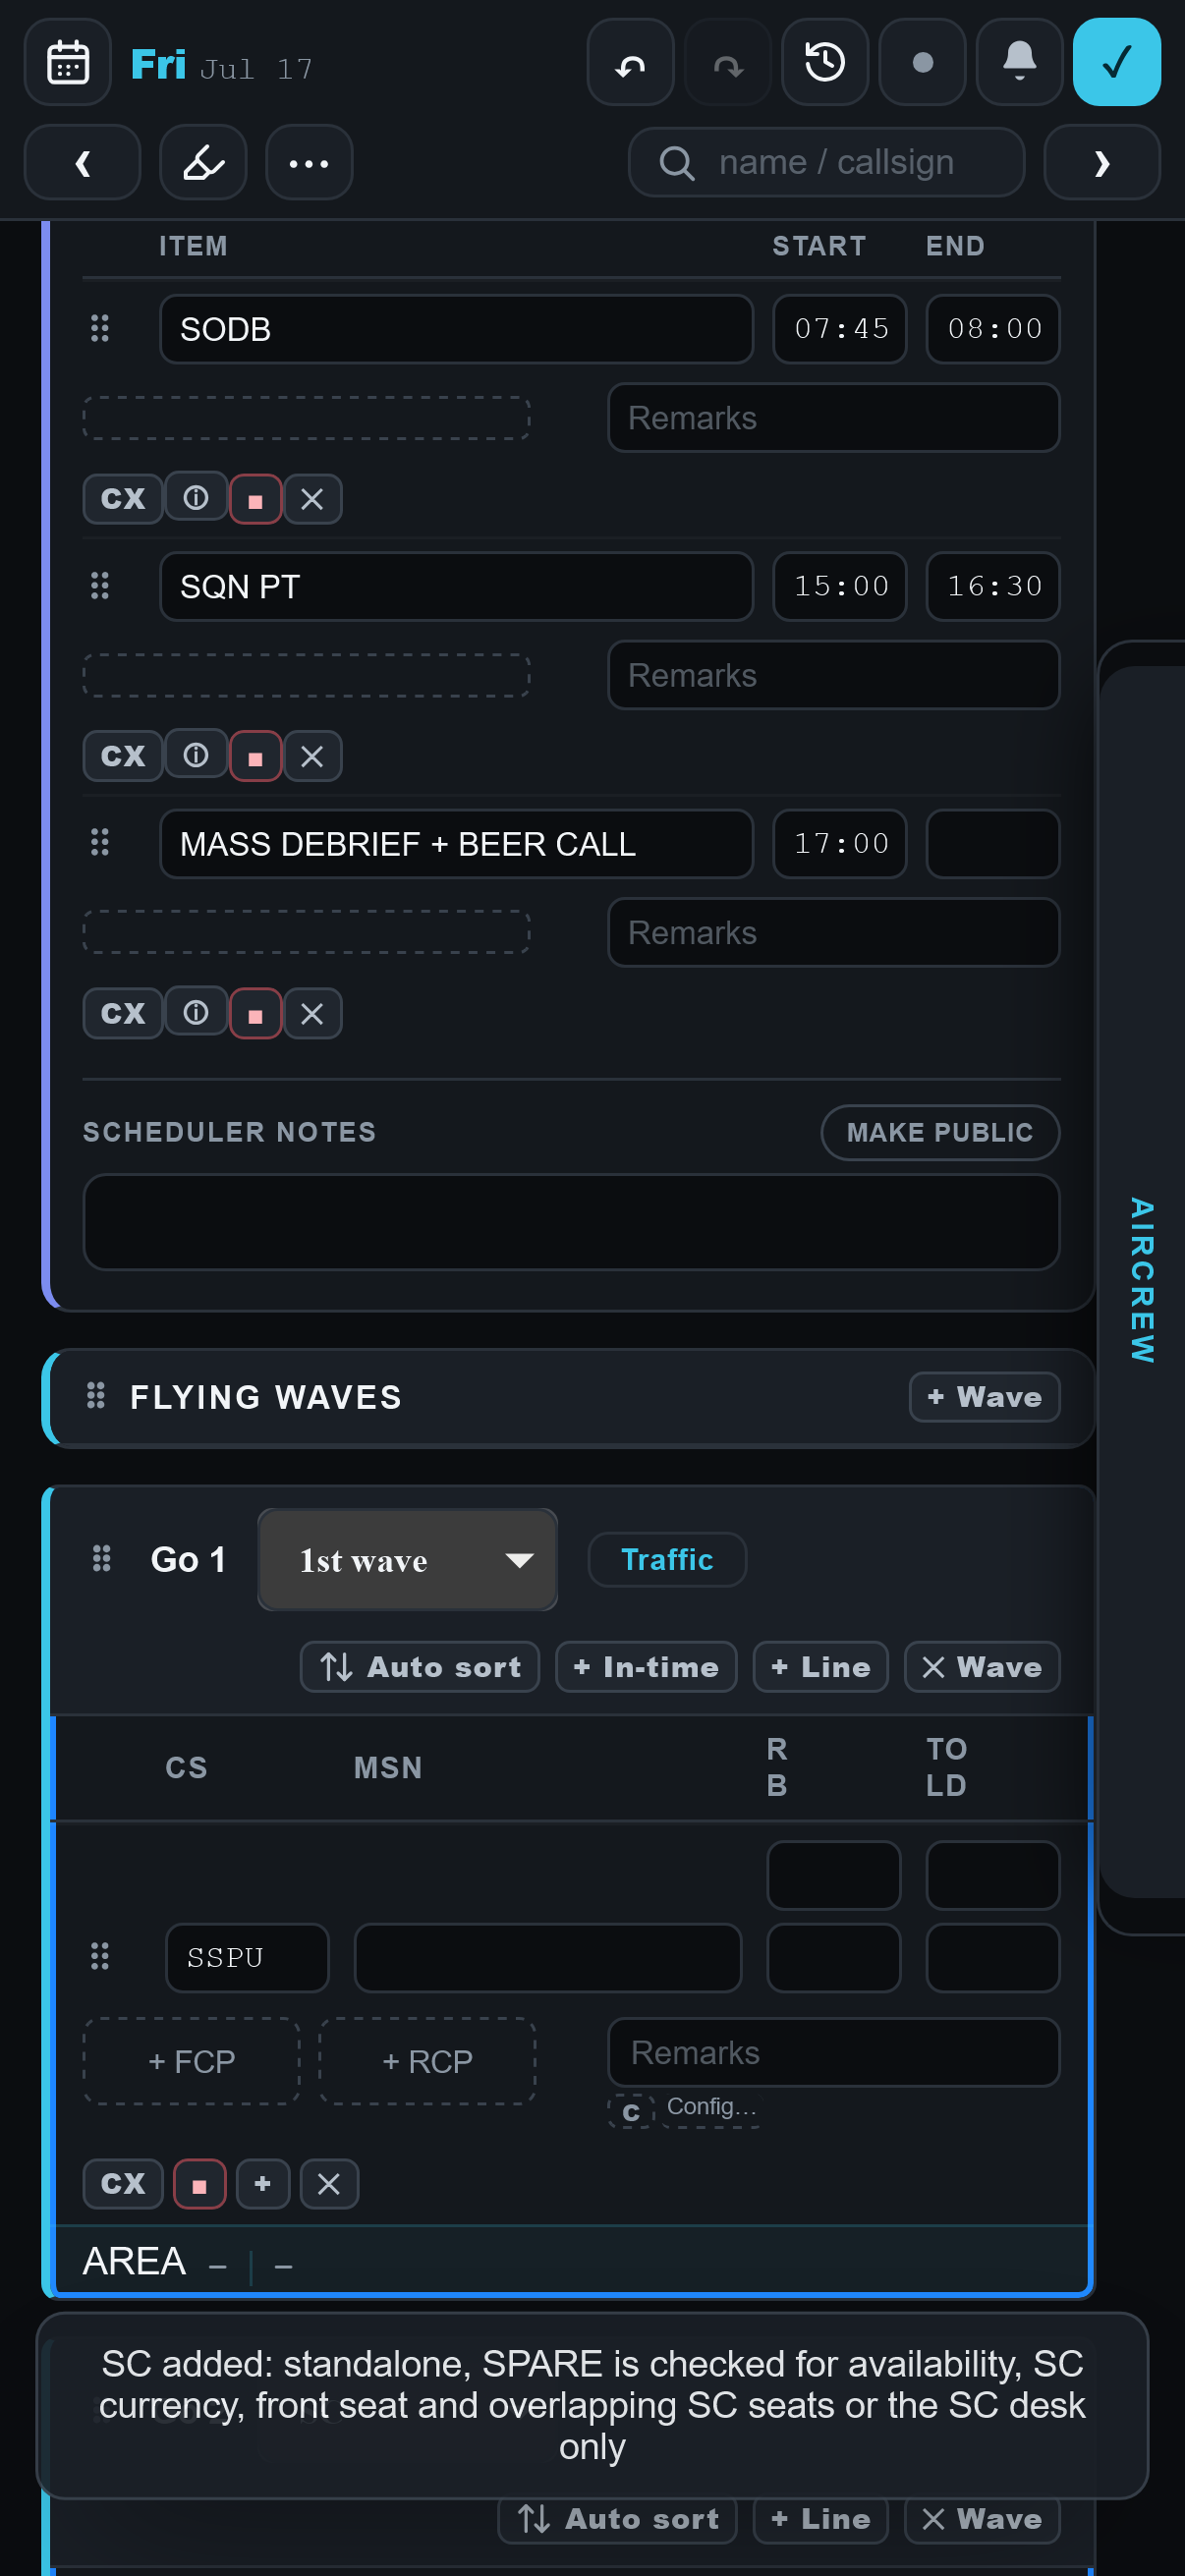 Fri Jul 17
name / callsign
ITEM START END
SODB 07:45 08:00
Remarks
CX
SQN PT 15:00 16:30
Remarks
CX
MASS DEBRIEF + BEER CALL 17:00
Remarks
CX
SCHEDULER NOTES MAKE PUBLIC
AIRCREW
FLYING WAVES + Wave
Go 1 1st wave Traffic
Auto sort + In-time + Line × Wave
CS MSN R TO
B LD
SSPU
+ FCP + RCP Remarks
C Config...
CX + ×
AREA – | –
SC added: standalone, SPARE is checked for availability, SC
currency, front seat and overlapping SC seats or the SC desk
only
Auto sort + Line × Wave